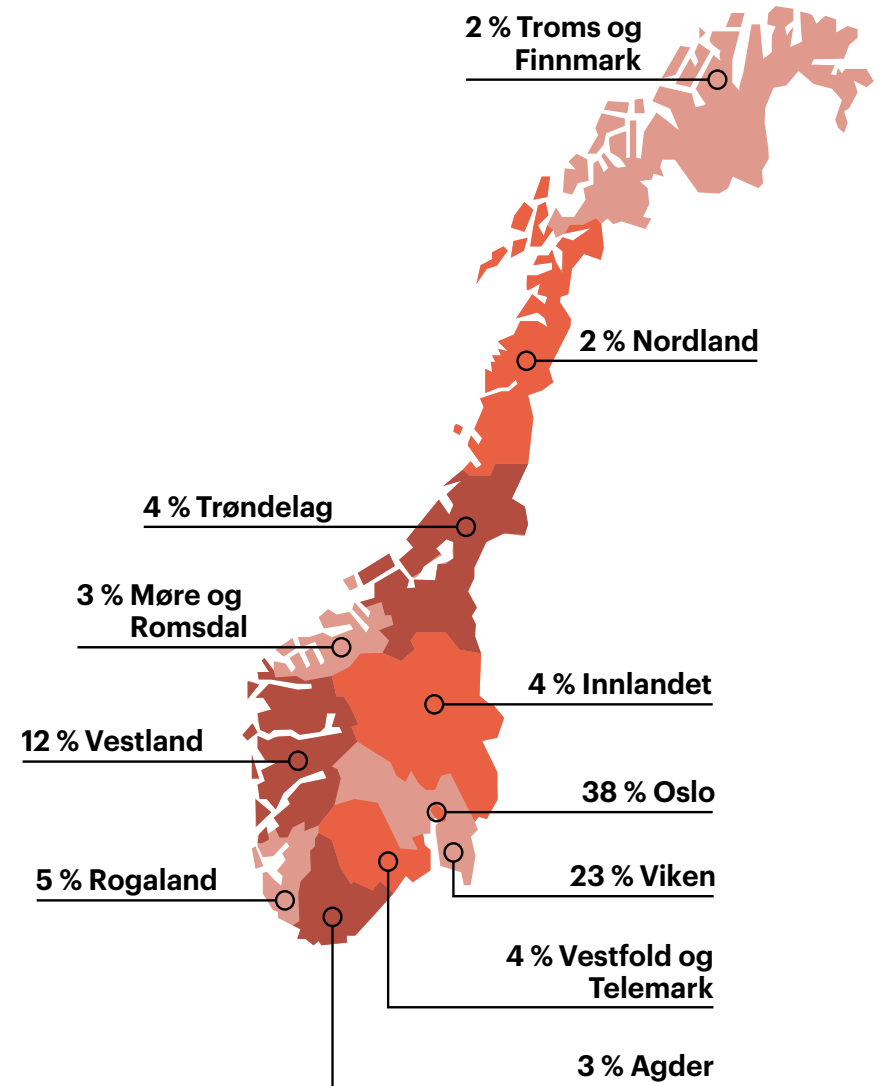 2 % Troms og
Finnmark
2 % Nordland
4 % Trøndelag
3 % Møre og
Romsdal
4 % Innlandet
12 % Vestland
38 % Oslo
5 % Rogaland
23 % Viken
4 % Vestfold og
Telemark
3 % Agder